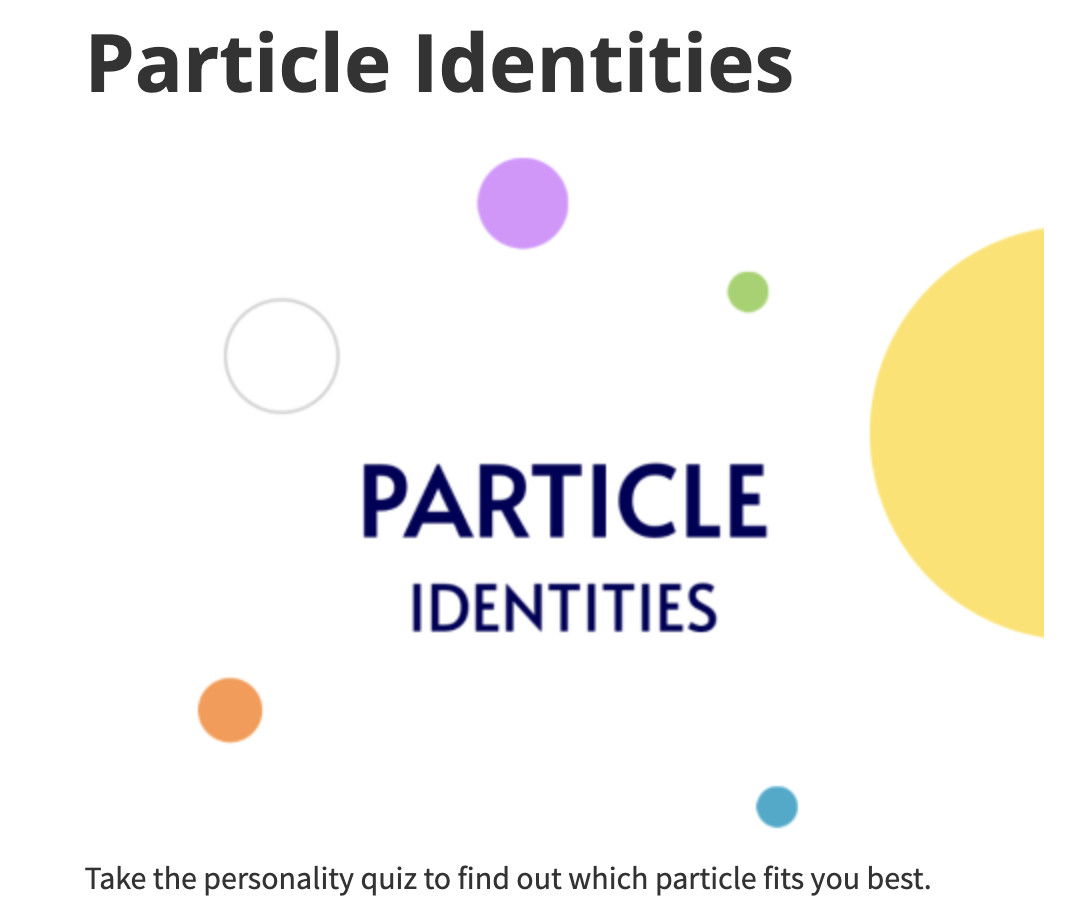 Particle Identities
PARTICLE
IDENTITIES
Take the personality quiz to find out which particle fits you best.